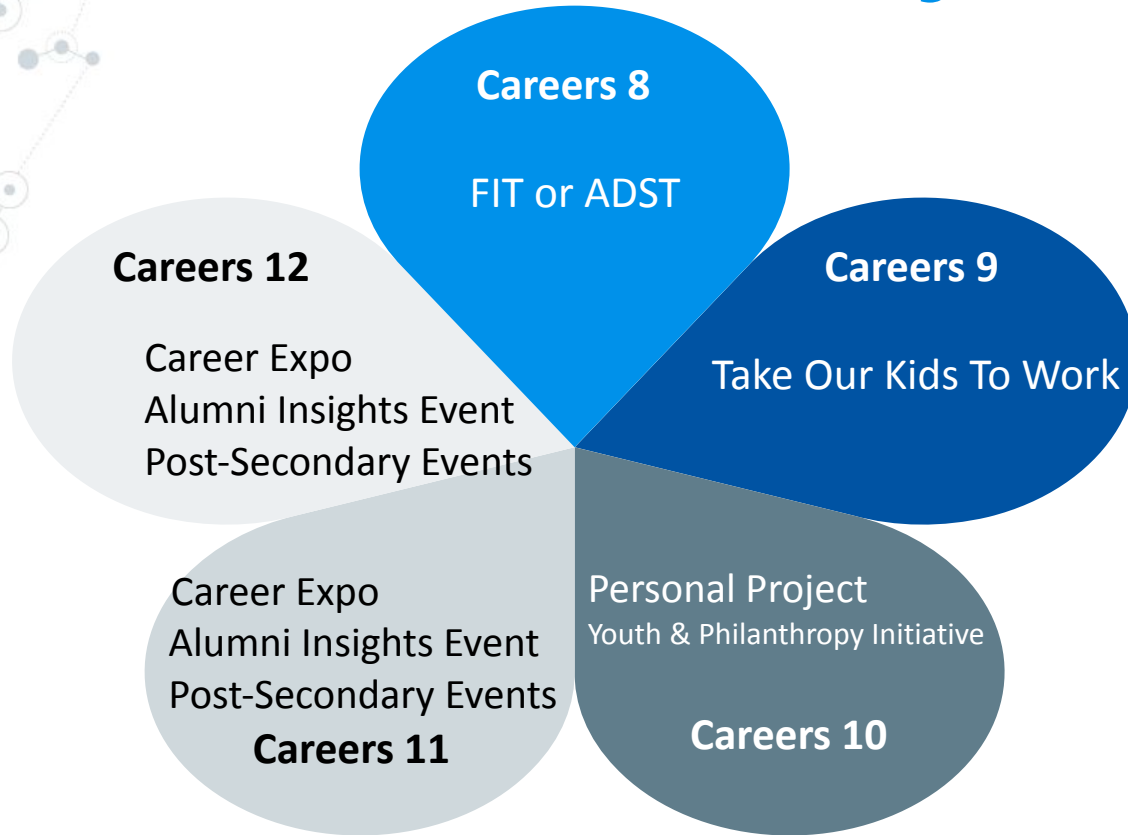 Careers 8
FIT or ADST
Careers 9
Take Our Kids To Work
Personal Project
Youth & Philanthropy Initiative
Careers 10
Career Expo
Alumni Insights Event
Post-Secondary Events
Careers 11
Careers 12
Career Expo
Alumni Insights Event
Post-Secondary Events